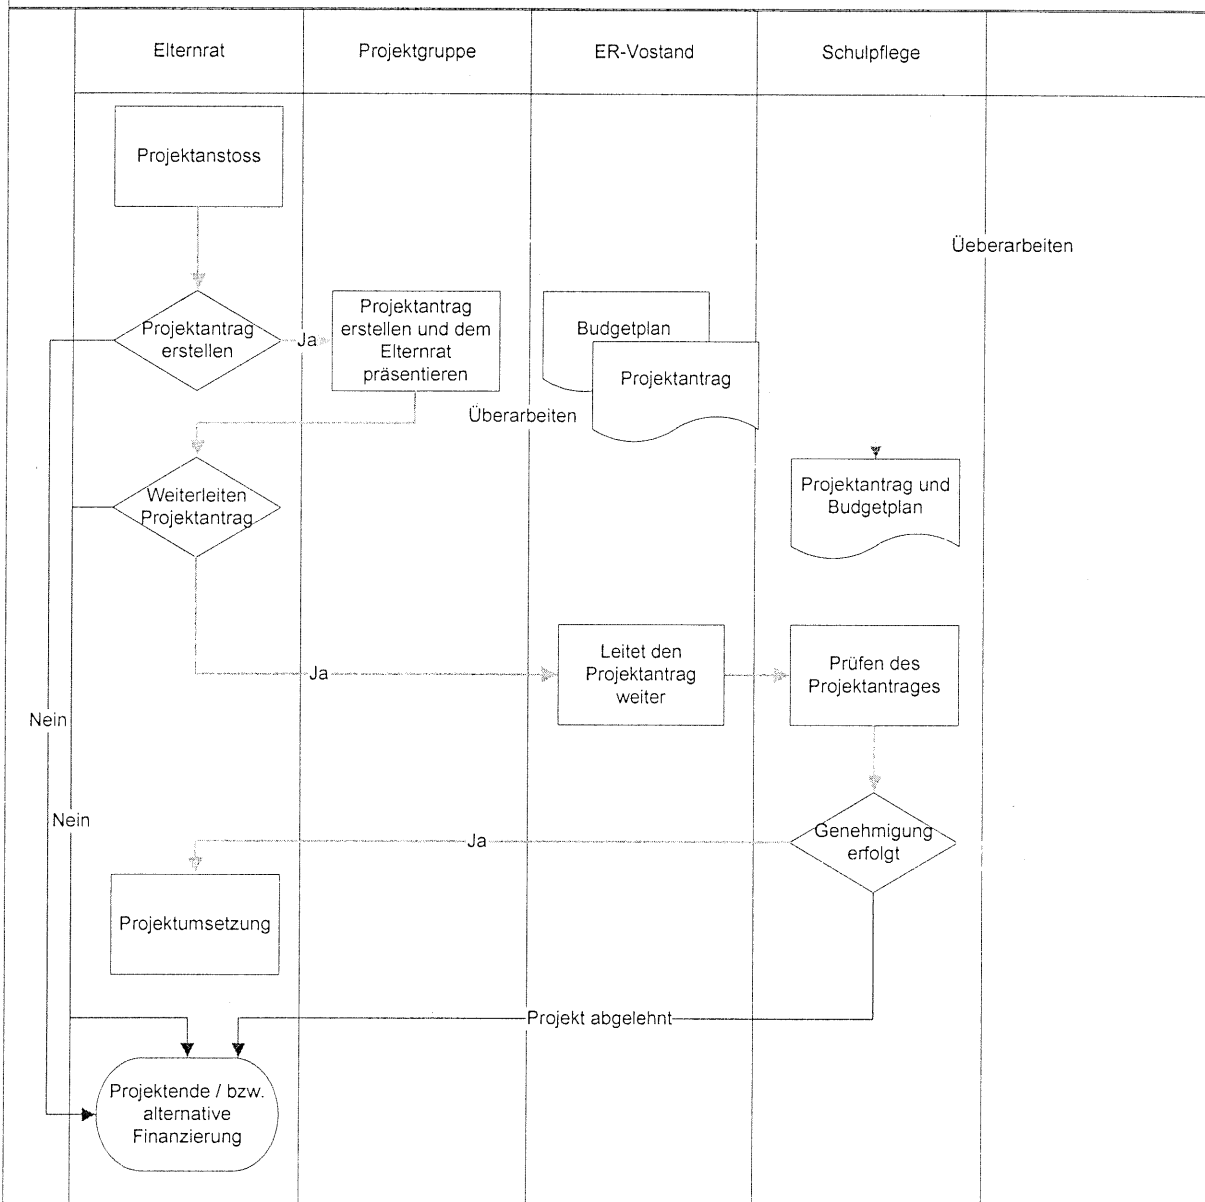 Elternrat
Projektgruppe
ER-Vostand
Schulpflege
Projektanstoss
Üeberarbeiten
Projektantrag
erstellen
Ja
Projektantrag
erstellen und dem
Elternrat
präsentieren
Budgetplan
Projektantrag
Überarbeiten
Weiterleiten
Projektantrag
Projektantrag und
Budgetplan
Ja
Leitet den
Projektantrag
weiter
Prüfen des
Projektantrages
Nein
Nein
Ja
Genehmigung
erfolgt
Projektumsetzung
Projekt abgelehnt
Projektende / bzw.
alternative
Finanzierung